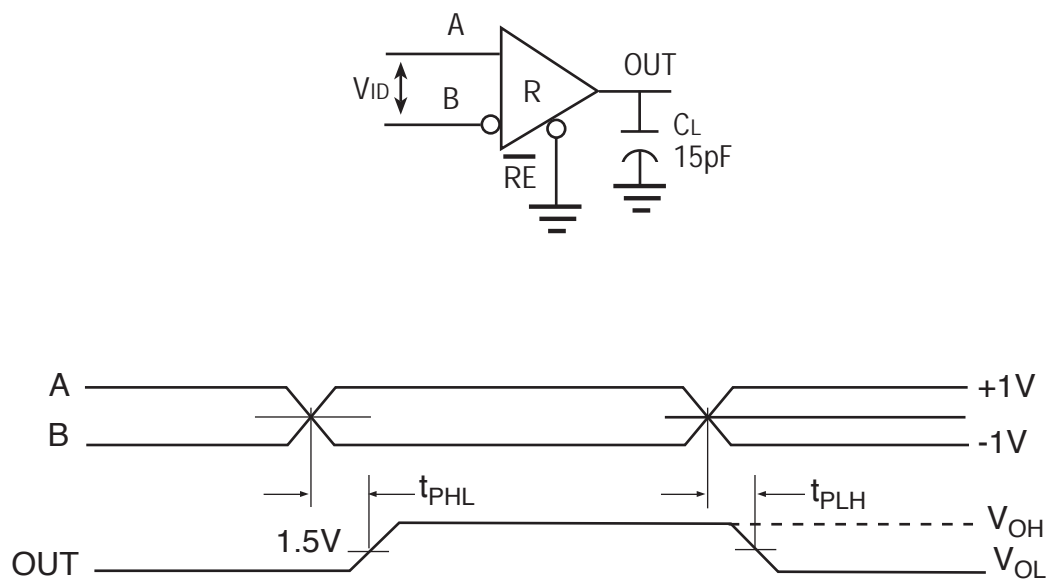 A
VID
B
R
OUT
CL
15pF
RE
A
+1V
B
-1V
tPHL
tPLH
1.5V
VOH
OUT
VOL